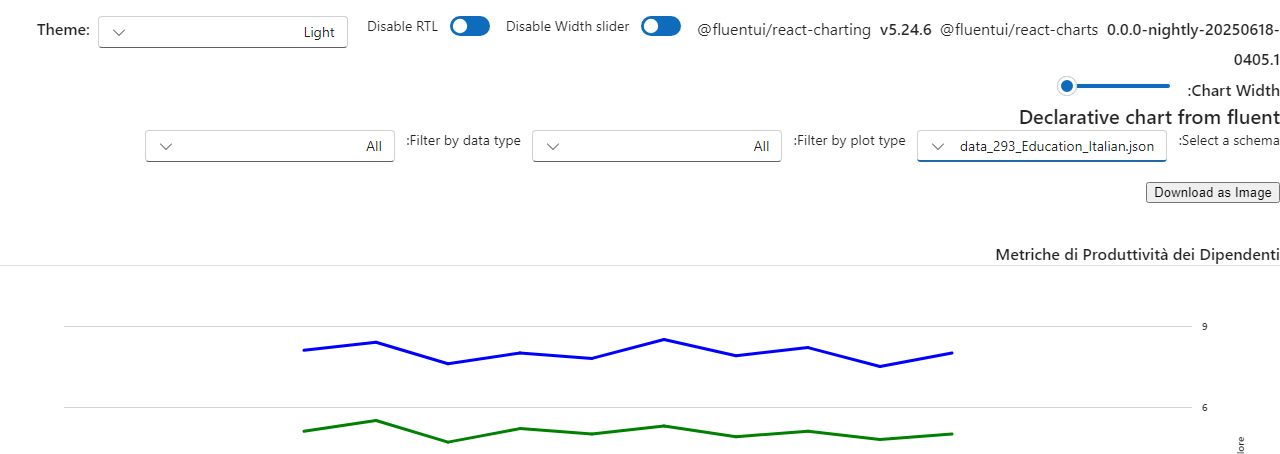 Theme: Light Disable RTL Disable Width slider @fluentui/react-charting v5.24.6 @fluentui/react-charts 0.0.0-nightly-20250618-
0405.1
:Chart Width
Declarative chart from fluent
:Select a schema data_293_Education_Italian.json :Filter by plot type All :Filter by data type All
Download as Image
Metriche di Produttività dei Dipendenti
9
6
lore